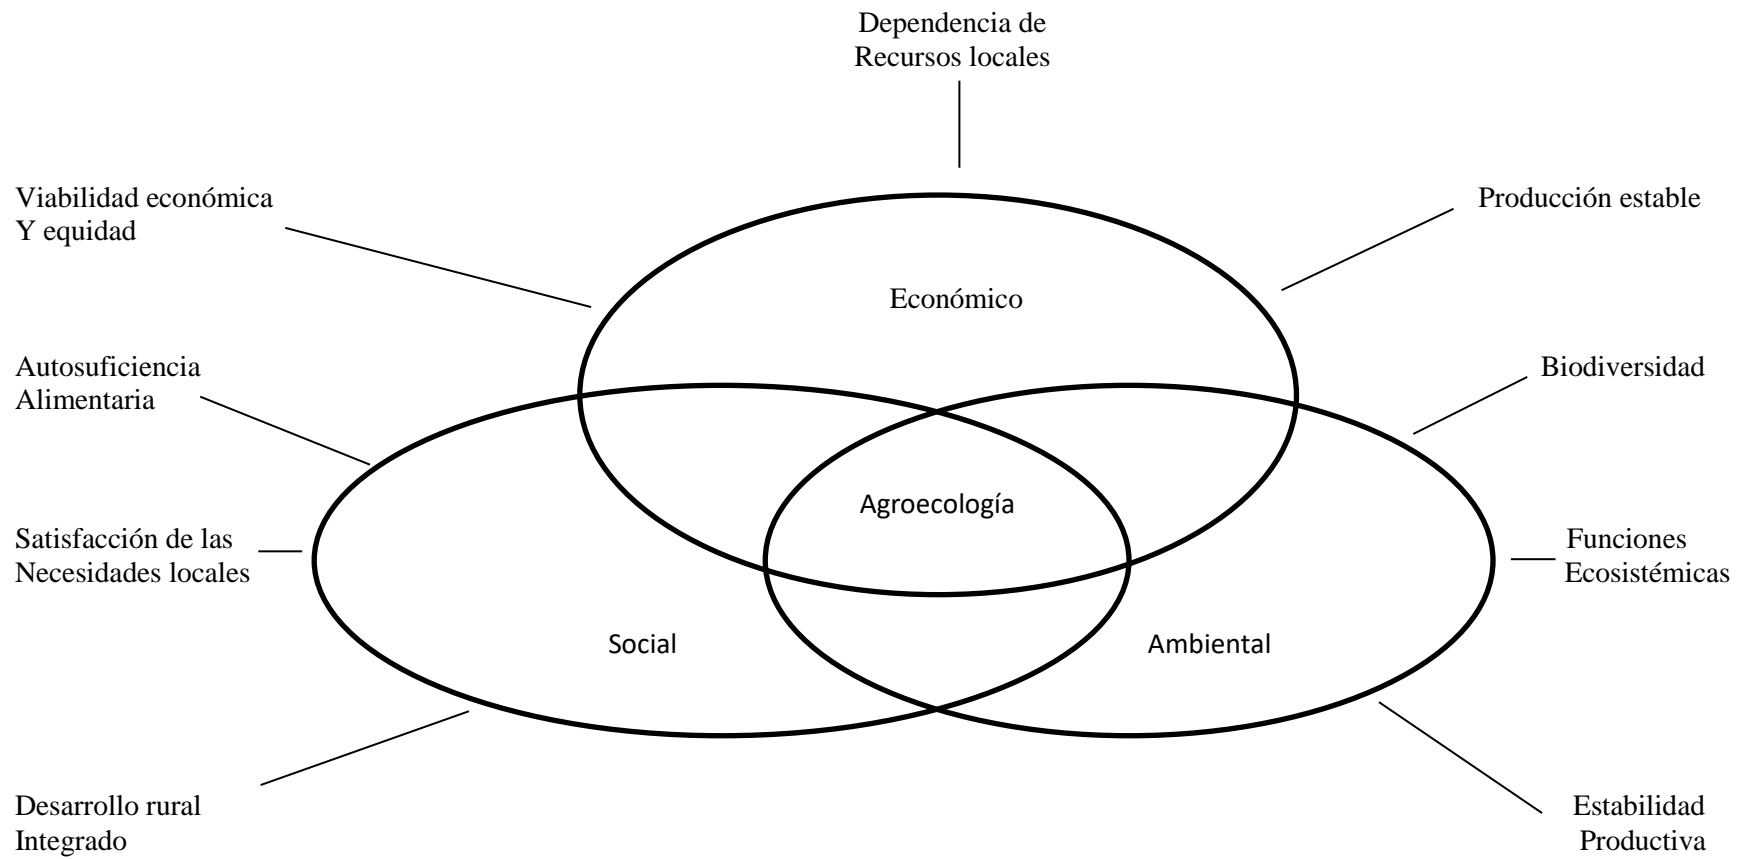 Dependencia de
Recursos locales
Viabilidad económica
Y equidad
Producción estable
Económico
Autosuficiencia
Alimentaria
Biodiversidad
Agroecología
Satisfacción de las
Necesidades locales
Funciones
Ecosistémicas
Social
Ambiental
Desarrollo rural
Integrado
Estabilidad
Productiva